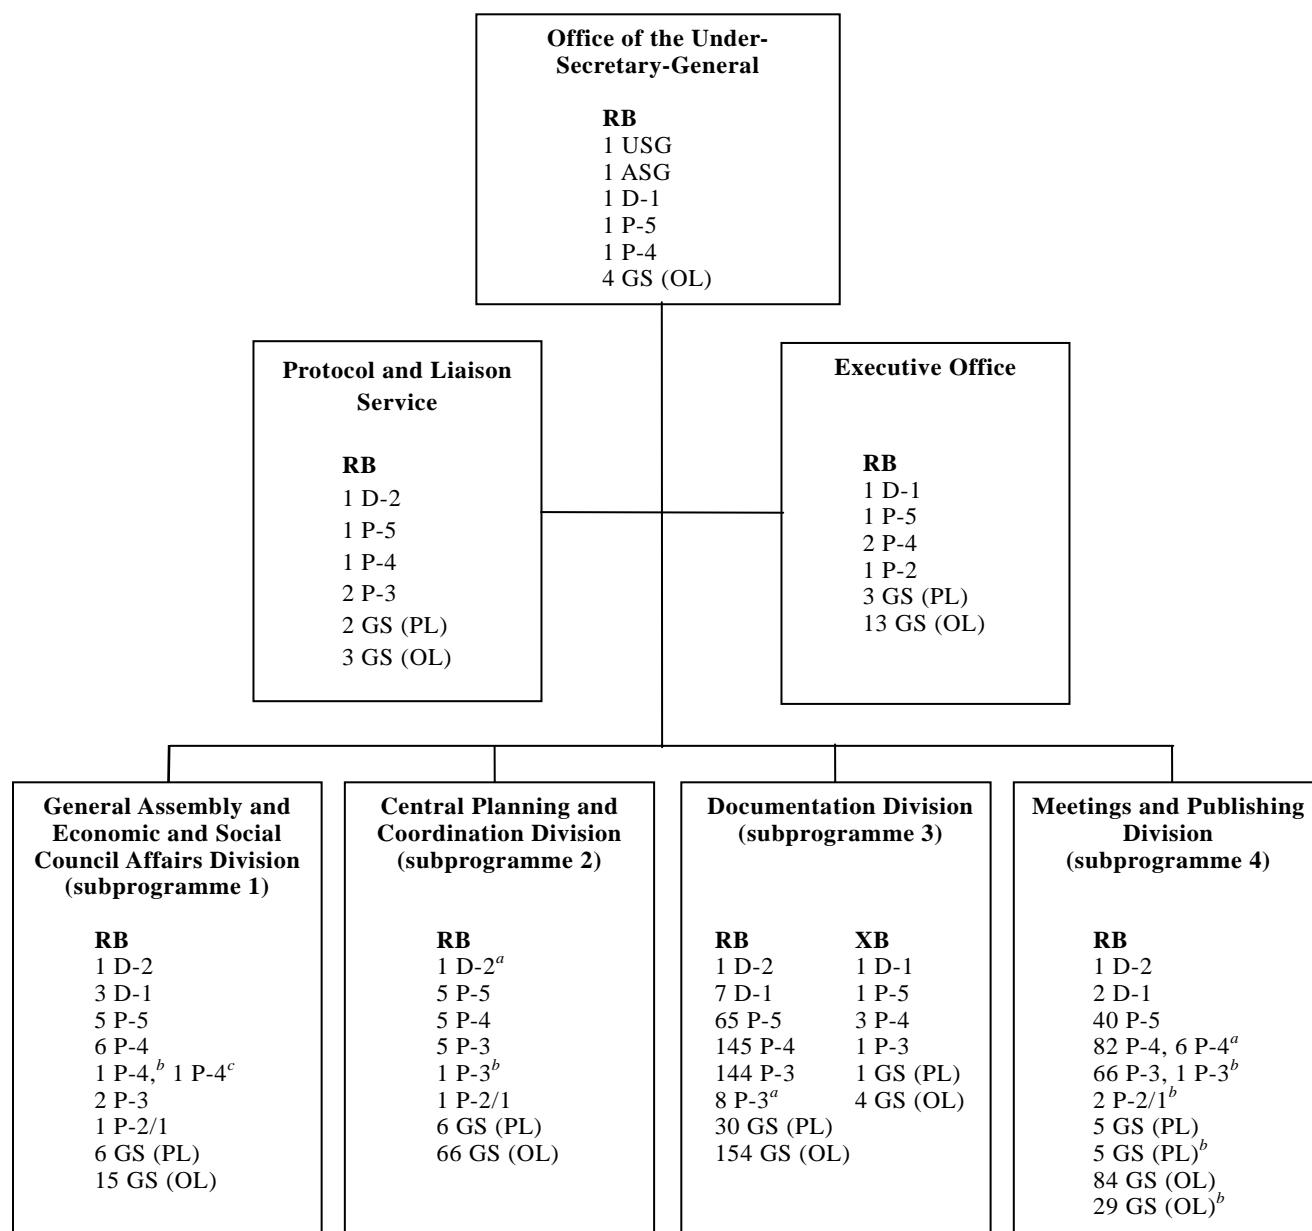 Office of the Under-
Secretary-General
RB
1 USG
1 ASG
1 D-1
1 P-5
1 P-4
4 GS (OL)
Protocol and Liaison
Service
RB
1 D-2
1 P-5
1 P-4
2 P-3
2 GS (PL)
3 GS (OL)
Executive Office
RB
1 D-1
1 P-5
2 P-4
1 P-2
3 GS (PL)
13 GS (OL)
General Assembly and
Economic and Social
Council Affairs Division
(subprogramme 1)
RB
1 D-2
3 D-1
5 P-5
6 P-4
1 P-4,b 1 P-4c
2 P-3
1 P-2/1
6 GS (PL)
15 GS (OL)
Central Planning and
Coordination Division
(subprogramme 2)
RB
1 D-2a
5 P-5
5 P-4
5 P-3
1 P-3b
1 P-2/1
6 GS (PL)
66 GS (OL)
Documentation Division
(subprogramme 3)
RB
1 D-2
7 D-1
65 P-5
145 P-4
144 P-3
8 P-3a
30 GS (PL)
154 GS (OL)
XB
1 D-1
1 P-5
3 P-4
1 P-3
1 GS (PL)
4 GS (OL)
Meetings and Publishing
Division
(subprogramme 4)
RB
1 D-2
2 D-1
40 P-5
82 P-4, 6 P-4a
66 P-3, 1 P-3b
2 P-2/1b
5 GS (PL)
5 GS (PL)b
84 GS (OL)
29 GS (OL)b